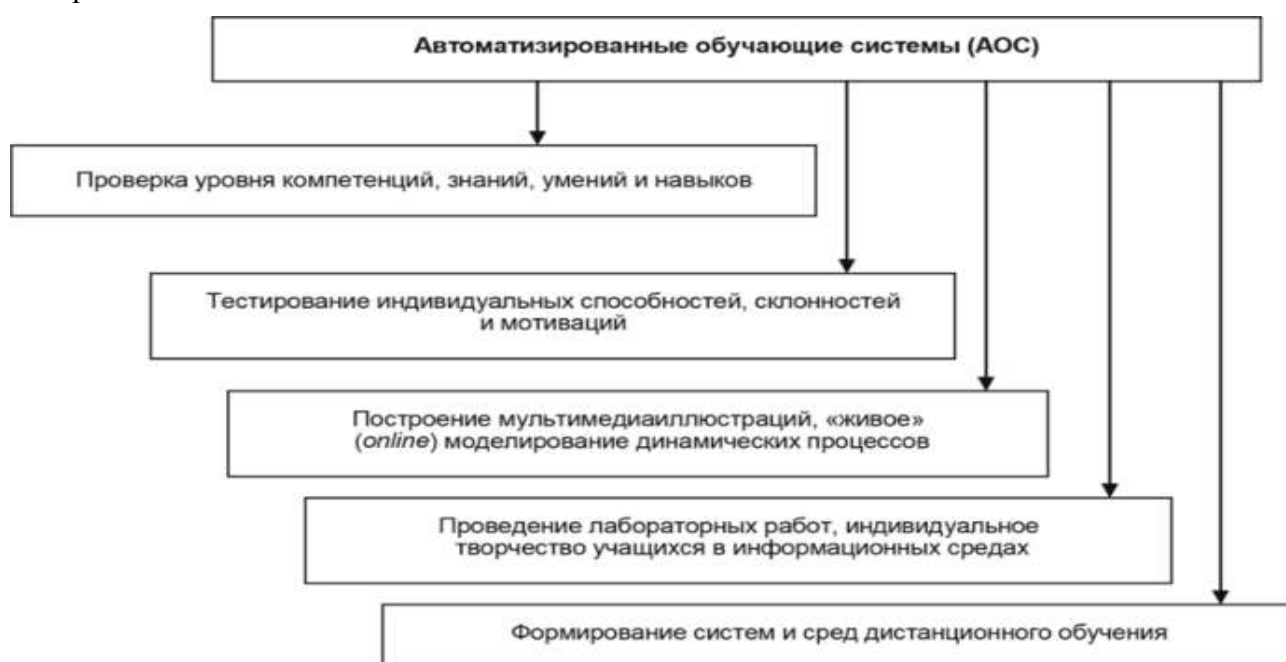 Автоматизированные обучающие системы (АОС)
Проверка уровня компетенций, знаний, умений и навыков
Тестирование индивидуальных способностей, склонностей
и мотиваций
Построение мультимедиаиллюстраций, «живое»
(online) моделирование динамических процессов
Проведение лабораторных работ, индивидуальное
творчество учащихся в информационных средах
Формирование систем и сред дистанционного обучения